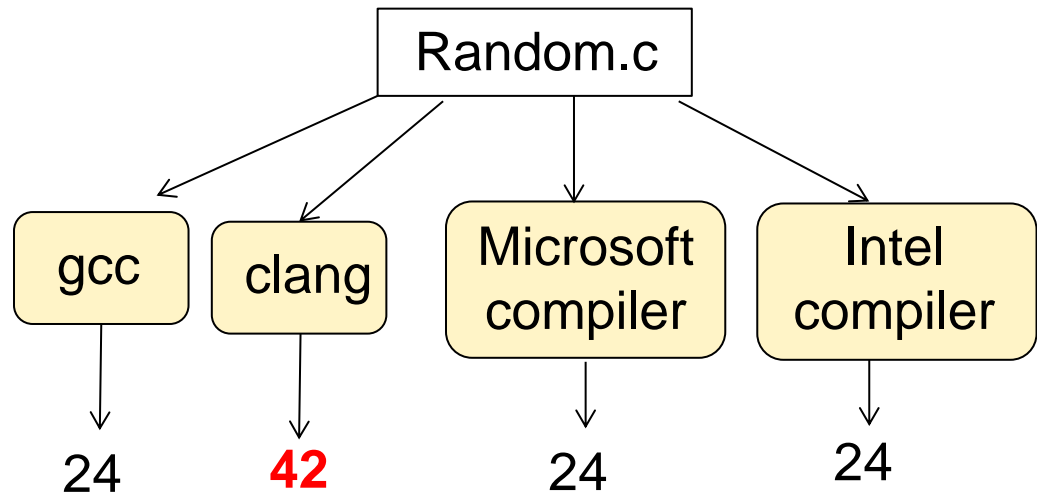 Random.c
gcc
clang
Microsoft
compiler
Intel
compiler
24
42
24
24